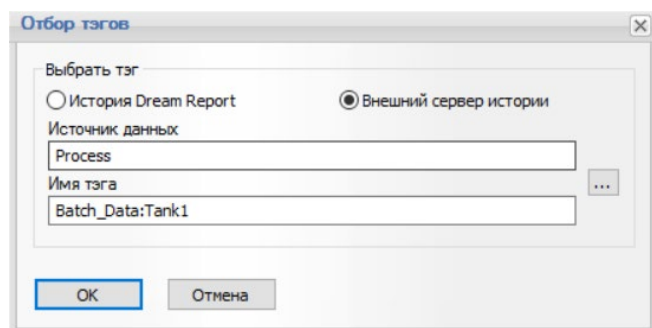 Отбор тэгов
Выбрать тэг
История Dream Report
Внешний сервер истории
Источник данных
Process
Имя тэга
...
Batch_Data:Tank1
OK
Отмена